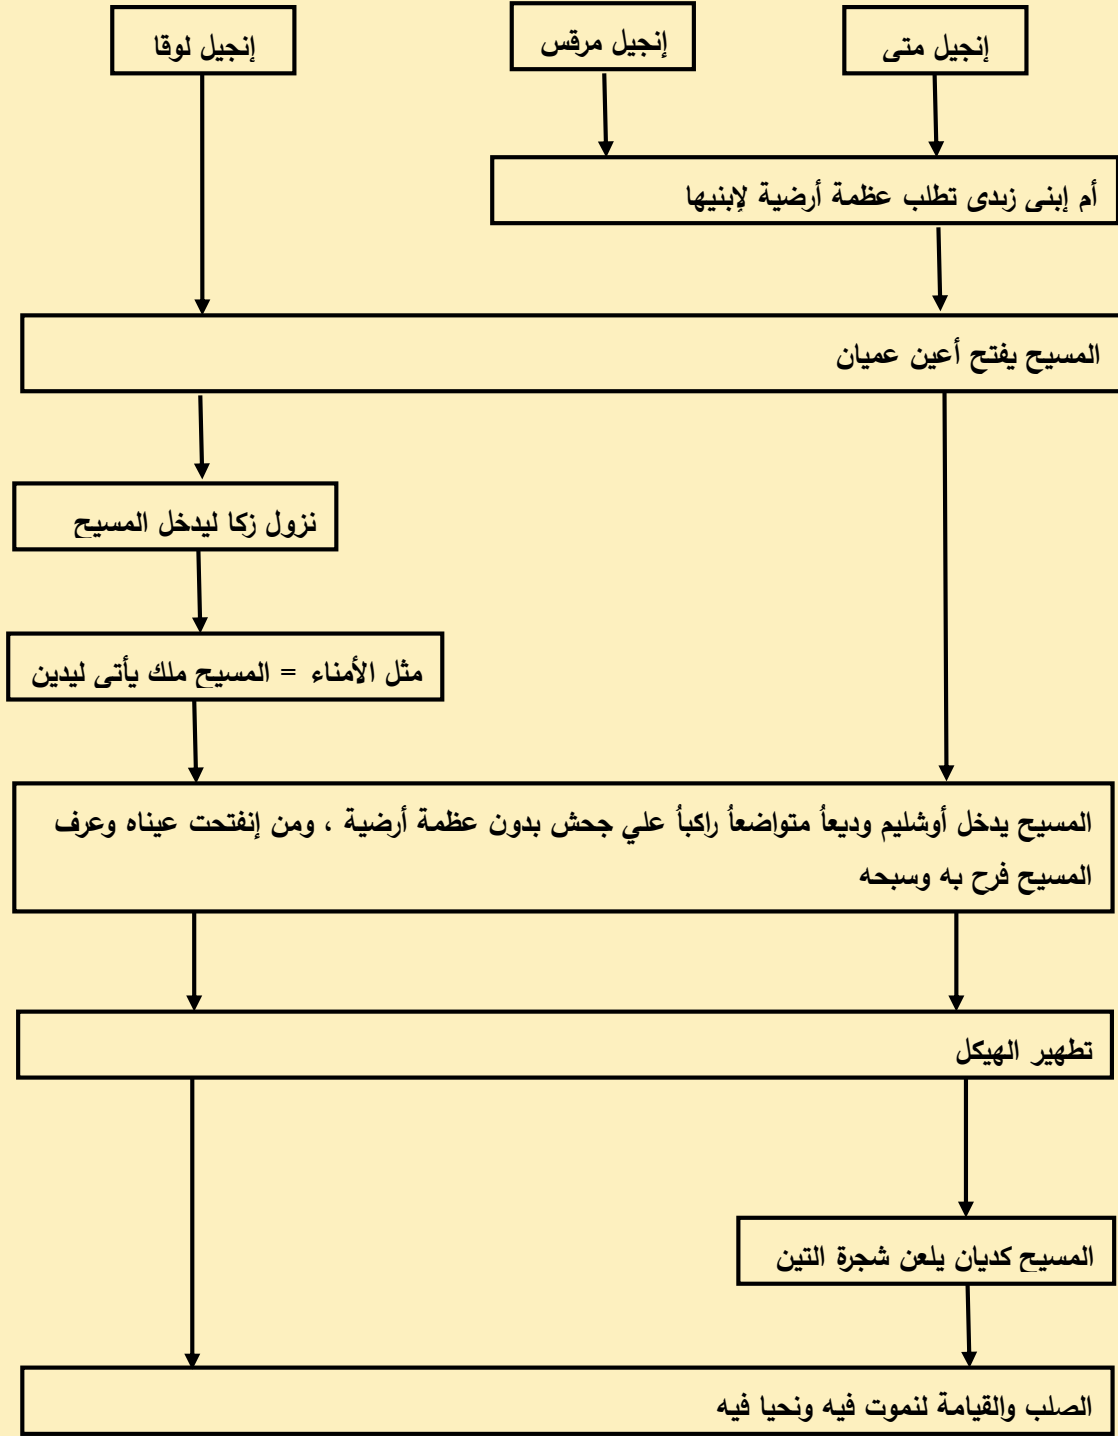 إنجيل متى
إنجيل مرقس
إنجيل لوقا
أم إبنى زبدى تطلب عظمة أرضية لإبنيها
المسيح يفتح أعين عميان
نزول زكا ليدخل المسيح
مثل الأمناء = المسيح ملك يأتى ليدين
المسيح يدخل أوشليم وديعاُ متواضعاُ راكباُ علي جحش بدون عظمة أرضية ، ومن إنفتحت عيناه وعرف
المسيح فرح به وسبحه
تطهير الهيكل
المسيح كديان يلعن شجرة التين
الصلب والقيامة لنموت فيه ونحيا فيه